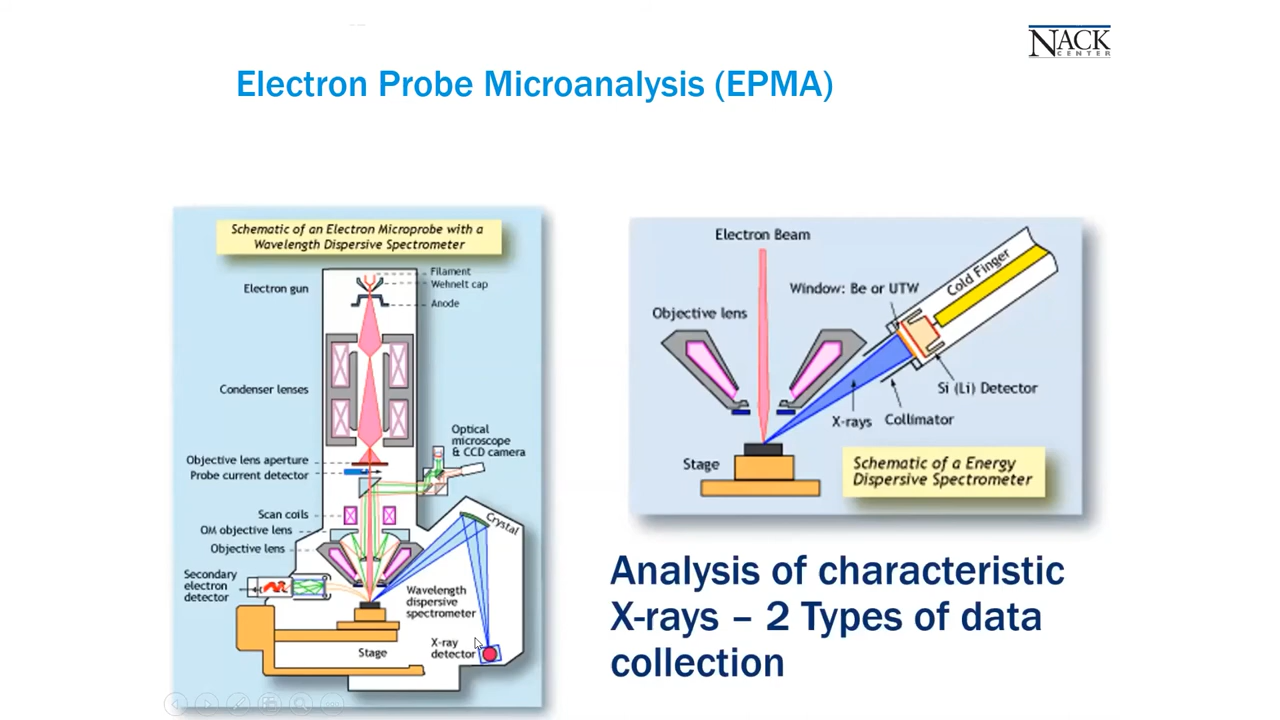 NACK
CENTER
Electron Probe Microanalysis (EPMA)
Schematic of an Electron Microprobe with a
Wavelength Dispersive Spectrometer
Filament
Wehnelt cap
Electron gun
Anode
Condenser lenses
Optical
microscope
& CCD camera
Objective lens aperture
Probe current detector
Scan coils
Crystal
OM objective lens
Objective lens
Secondary
electron
detector
Wavelength
dispersive
spectrometer
X-ray
detector
Stage
Electron Beam
Cold Finger
Window: Be or UTW
Objective lens
Si (Li) Detector
X-rays
Collimator
Stage
Schematic of a Energy
Dispersive Spectrometer
Analysis of characteristic
X-rays – 2 Types of data
collection